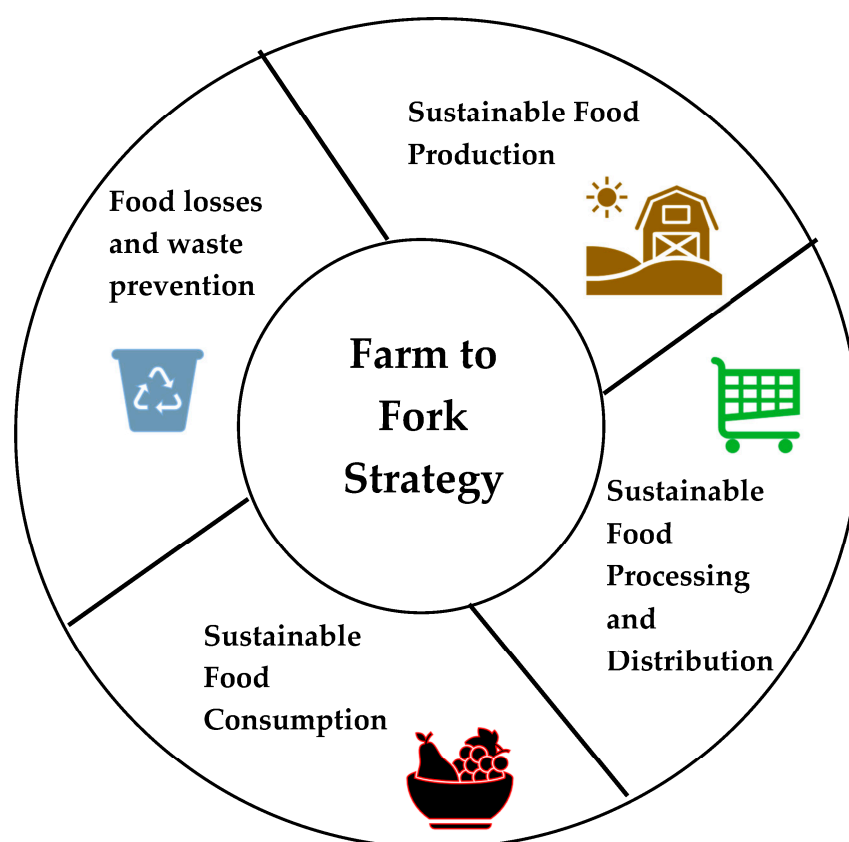 Sustainable Food
Production
Food losses
and waste
prevention
Farm to
Fork
Strategy
Sustainable
Food
Processing
and
Distribution
Sustainable
Food
Consumption